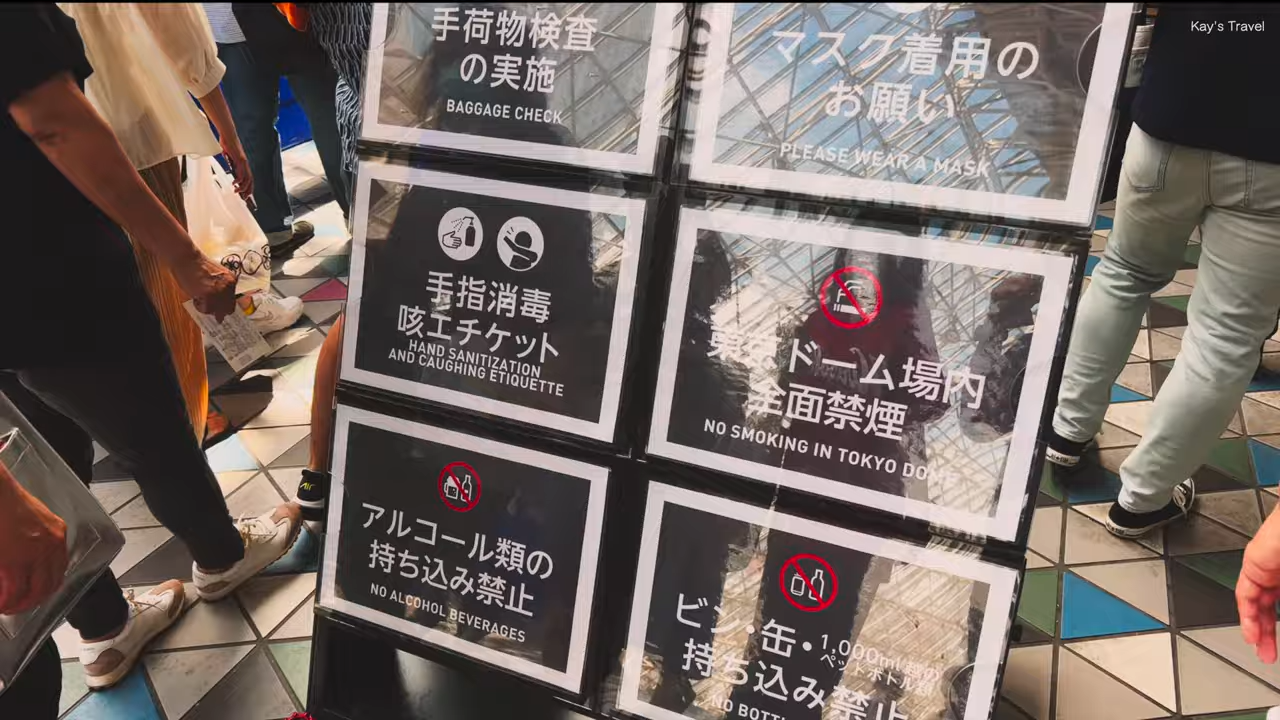 Kay's Travel
手荷物検査
の実施
BAGGAGE CHECK
マスク着用の
お願い
PLEASE WEAR A MASK
手指消毒
咳エチケット
HAND SANITIZATION
AND CAUGHING ETIQUETTE
東京ドーム場内
全面禁煙
NO SMOKING IN TOKYO DOME
アルコール類の
持ち込み禁止
NO ALCOHOL BEVERAGES
ビン・缶・1,000ml
ペットボトル
持ち込み禁止
NO